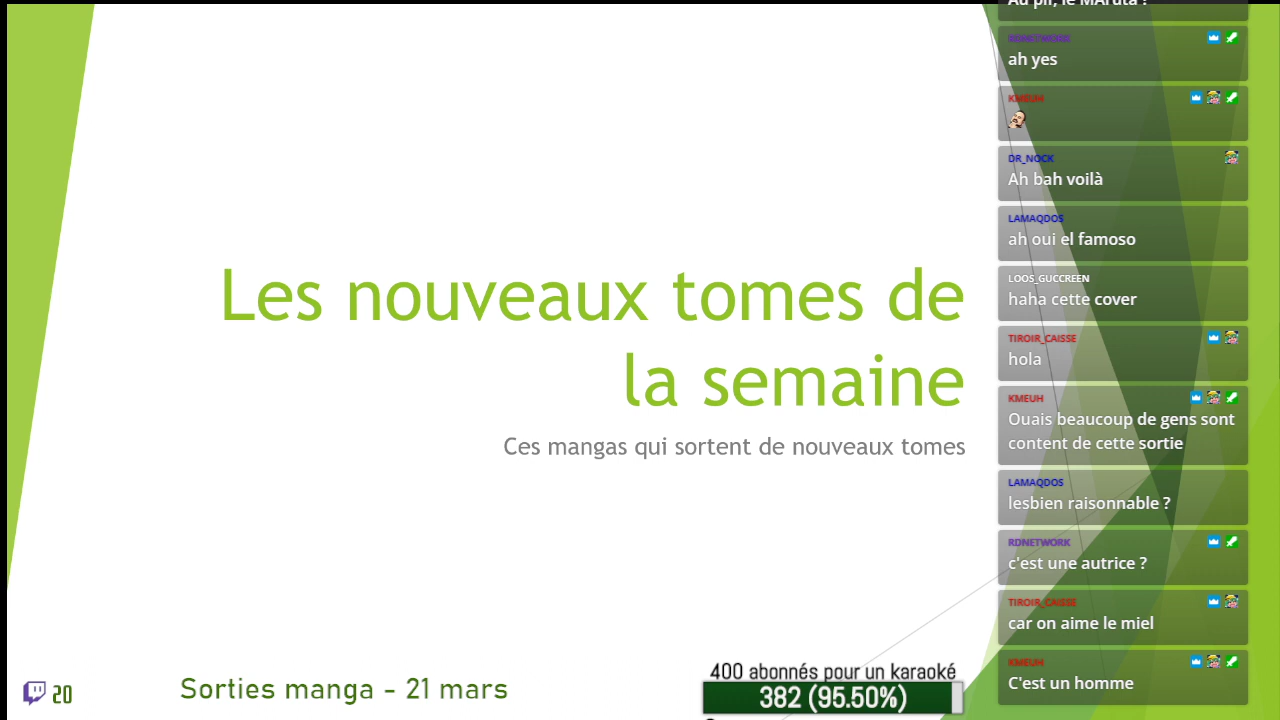 Les nouveaux tomes de
la semaine
Ces mangas qui sortent de nouveaux tomes
20
Sorties manga - 21 mars
400 abonnés pour un karaoké
382 (95.50%)
RDNETWORK
ah yes
KMEUH
DR_NOCK
Ah bah voilà
LAMAQDOS
ah oui el famoso
LOOS_GUCCREEN
haha cette cover
TIROIR_CAISSE
hola
KMEUH
Ouais beaucoup de gens sont
content de cette sortie
LAMAQDOS
lesbien raisonnable ?
RDNETWORK
c'est une autrice ?
TIROIR_CAISSE
car on aime le miel
KMEUH
C'est un homme